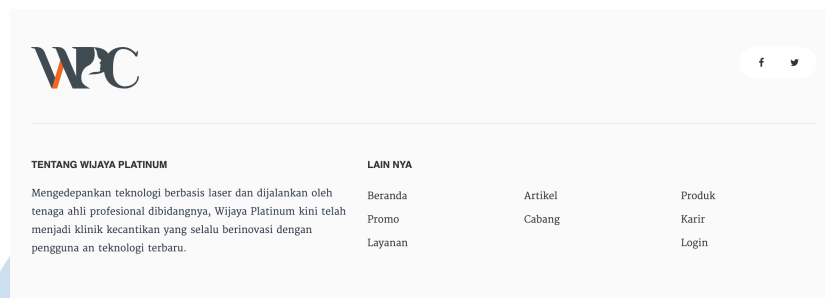 WPC
TENTANG WIJAYA PLATINUM
Mengedepankan teknologi berbasis laser dan dijalankan oleh
tenaga ahli profesional dibidangnya, Wijaya Platinum kini telah
menjadi klinik kecantikan yang selalu berinovasi dengan
pengguna an teknologi terbaru.
LAIN NYA
Beranda
Artikel
Produk
Promo
Cabang
Karir
Layanan
Login